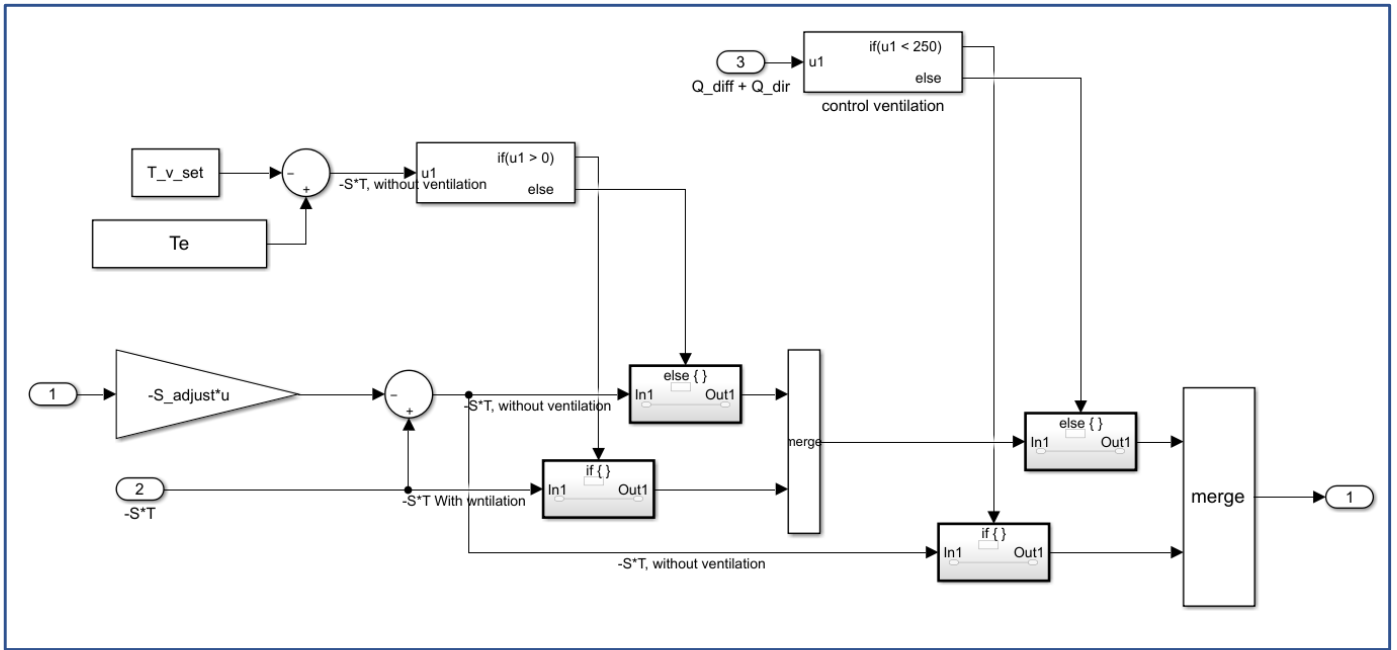 3
u1
if(u1 < 250)
else
Q_diff + Q_dir
control ventilation
T_v_set
−
+
Te
-S*T, without ventilation
u1
if(u1 > 0)
else
1
-S_adjust*u
−
+
-S*T, without ventilation
else { }
In1
Out1
merge
2
-S*T
-S*T With wntilation
if { }
In1
Out1
else { }
In1
Out1
-S*T, without ventilation
if { }
In1
Out1
merge
1